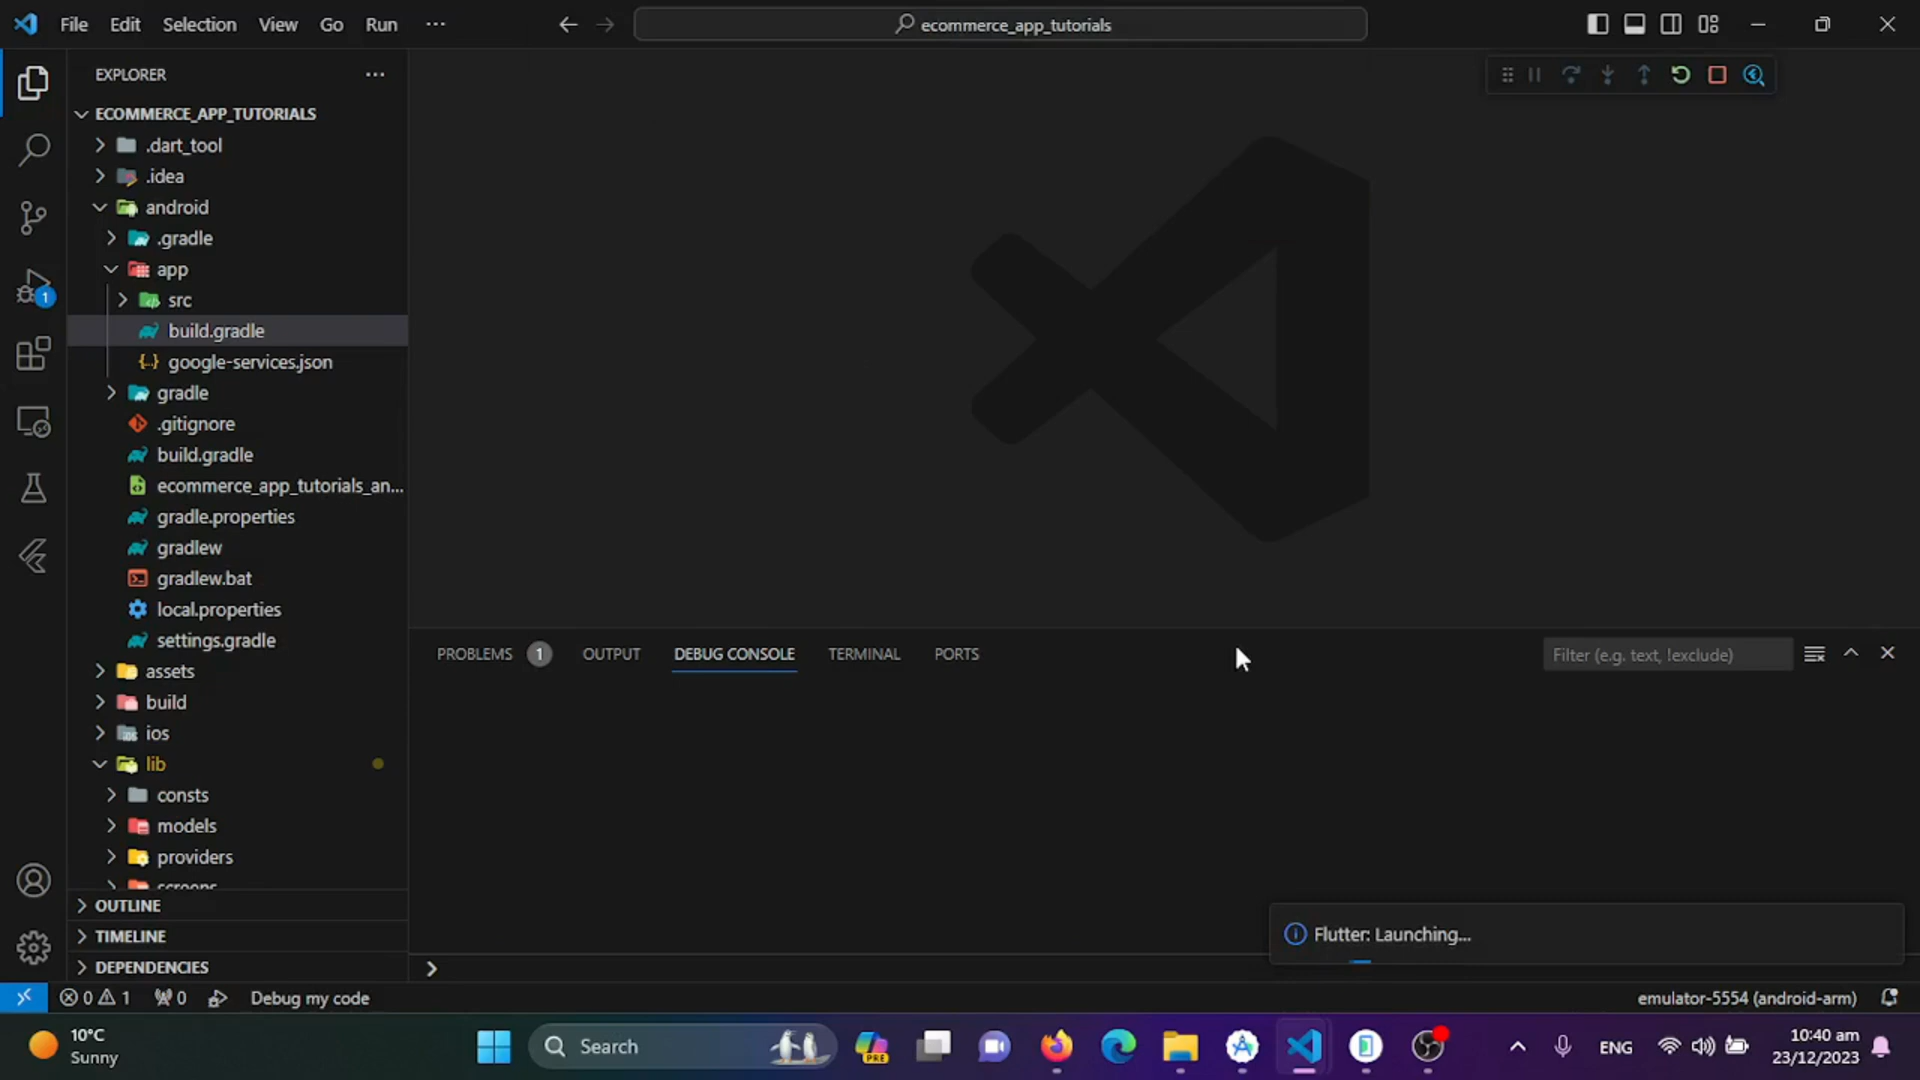 File Edit Selection View Go Run ···
ecommerce_app_tutorials
EXPLORER ···
ECOMMERCE_APP_TUTORIALS
.dart_tool
.idea
android
.gradle
app
src
build.gradle
google-services.json
gradle
.gitignore
build.gradle
ecommerce_app_tutorials_an...
gradle.properties
gradlew
gradlew.bat
local.properties
settings.gradle
assets
build
ios
lib
consts
models
providers
screens
OUTLINE
TIMELINE
DEPENDENCIES
1
PROBLEMS 1 OUTPUT DEBUG CONSOLE TERMINAL PORTS
Filter (e.g. text, !exclude)
Flutter: Launching...
0 1 0 Debug my code
emulator-5554 (android-arm)
10°C
Sunny
Search
PRE
ENG
10:40 am
23/12/2023